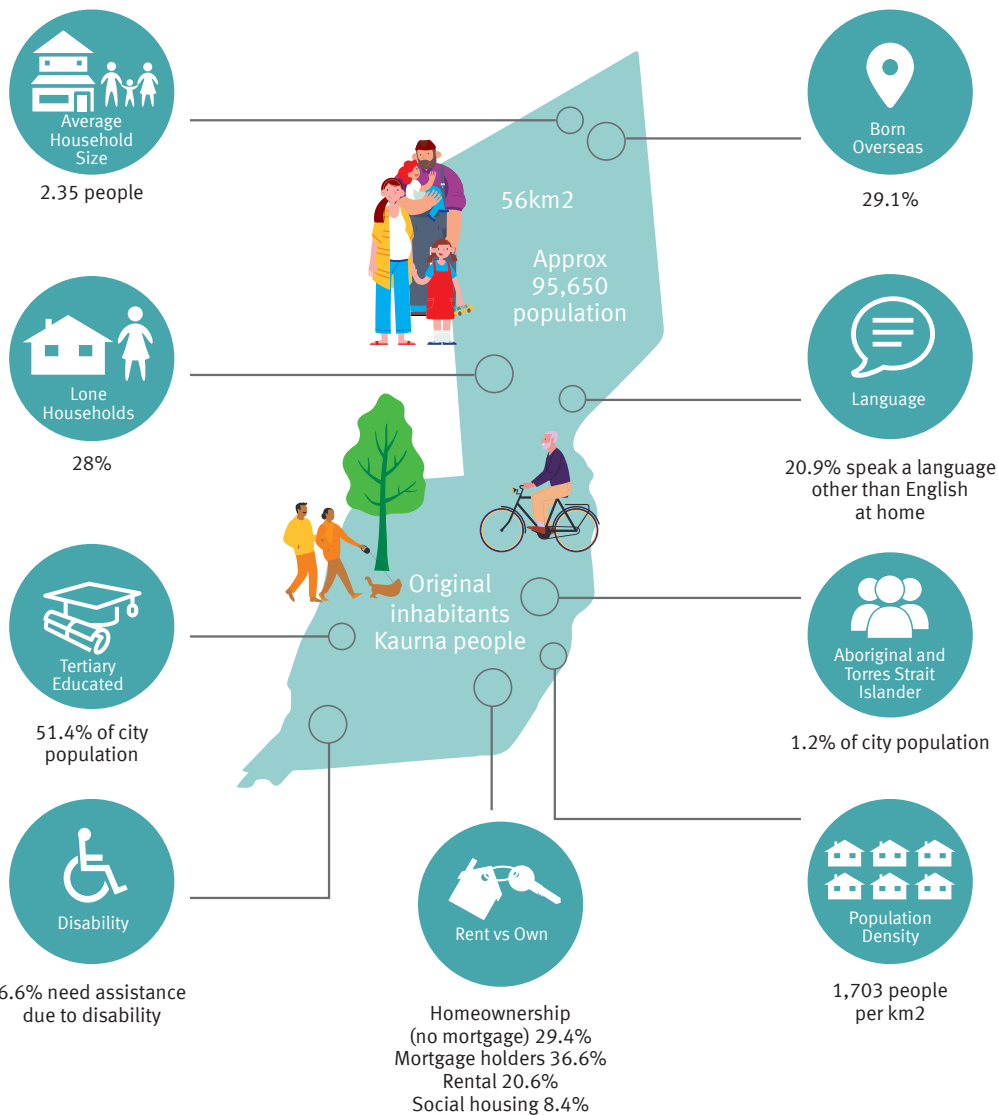 Average
Household
Size
2.35 people
Born
Overseas
29.1%
56km2
Approx
95,650
population
Lone
Households
28%
Language
20.9% speak a language
other than English
at home
Original
inhabitants
Kaurna people
Tertiary
Educated
51.4% of city
population
Aboriginal and
Torres Strait
Islander
1.2% of city population
Disability
6.6% need assistance
due to disability
Rent vs Own
Homeownership
(no mortgage) 29.4%
Mortgage holders 36.6%
Rental 20.6%
Social housing 8.4%
Population
Density
1,703 people
per km2